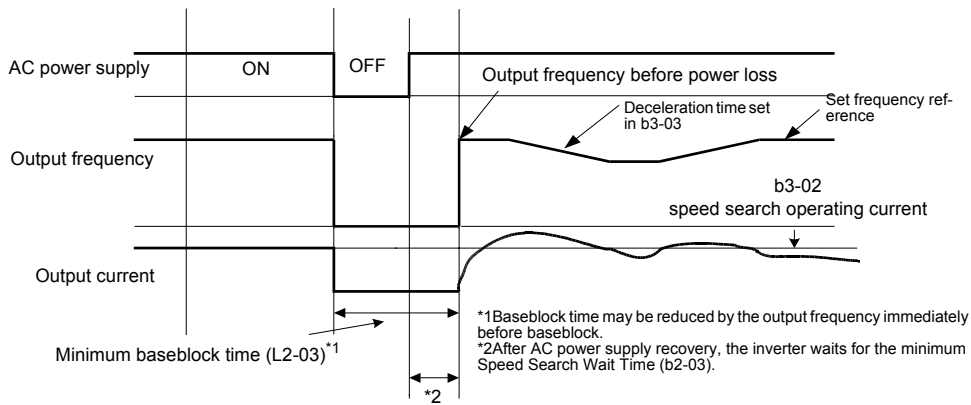 AC power supply
ON
OFF
Output frequency before power loss
Deceleration time set
in b3-03
Set frequency ref-
erence
Output frequency
b3-02
speed search operating current
Output current
Minimum baseblock time (L2-03)*1
*1Baseblock time may be reduced by the output frequency immediately
before baseblock.
*2After AC power supply recovery, the inverter waits for the minimum
Speed Search Wait Time (b2-03).
*2